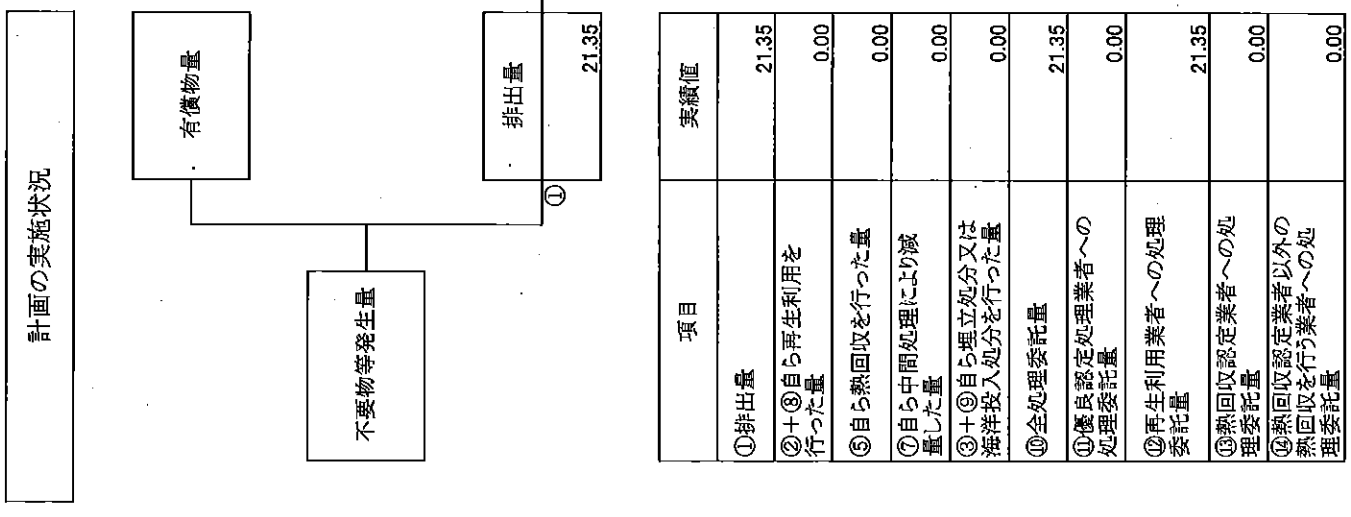 計画の実施状況
有償物量
不要物等発生量
排出量
①
21.35
項目
実績値
①排出量
21.35
②+⑧自ら再生利用を
行った量
0.00
⑤自ら熱回収を行った量
0.00
⑦自ら中間処理により減
量した量
0.00
③+⑨自ら埋立処分又は
海洋投入処分を行った量
0.00
⑩全処理委託量
21.35
⑪優良認定処理業者への
処理委託量
0.00
⑫再生利用業者への処理
委託量
21.35
⑬熱回収認定業者への処
理委託量
0.00
⑭熱回収認定業者以外の
熱回収を行う業者への処
理委託量
0.00